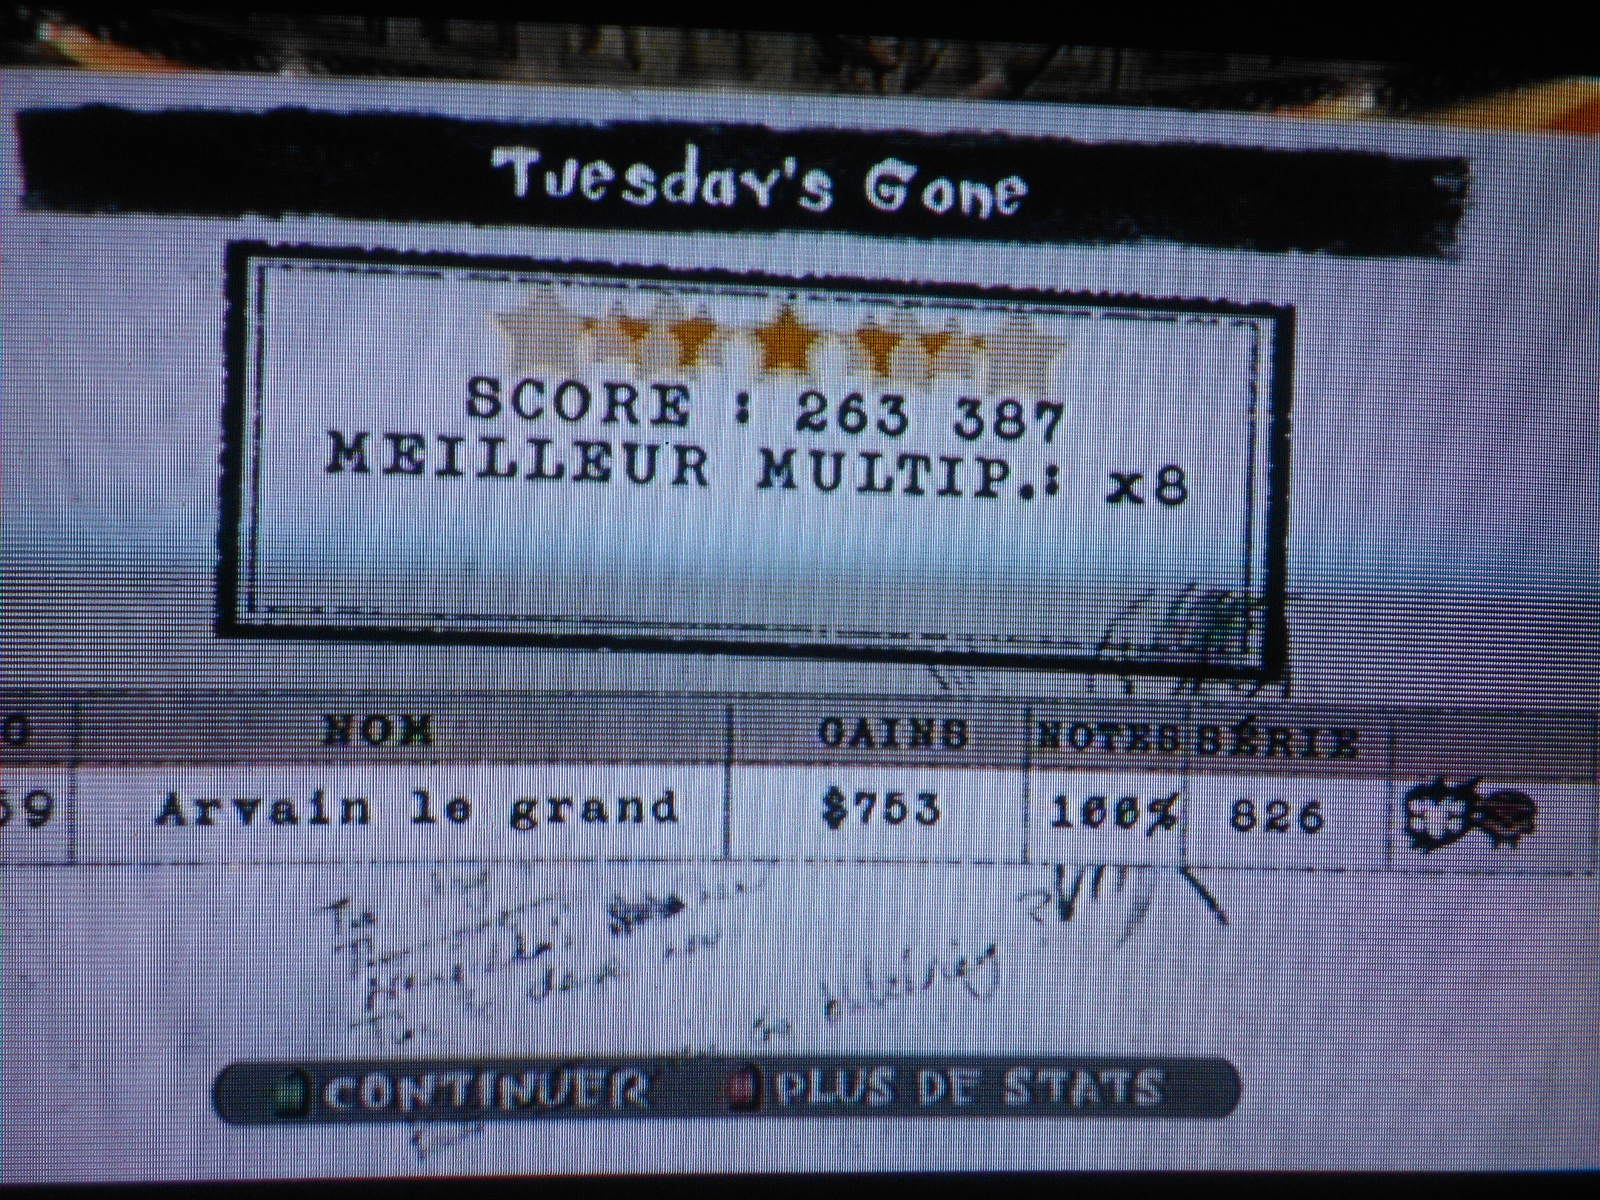 Tuesday's Gone
SCORE : 263 387
MEILLEUR MULTIP.: x8
NOM GAINS NOTES SÉRIE
Arvain le grand $753 100% 826
CONTINUER PLUS DE STATS